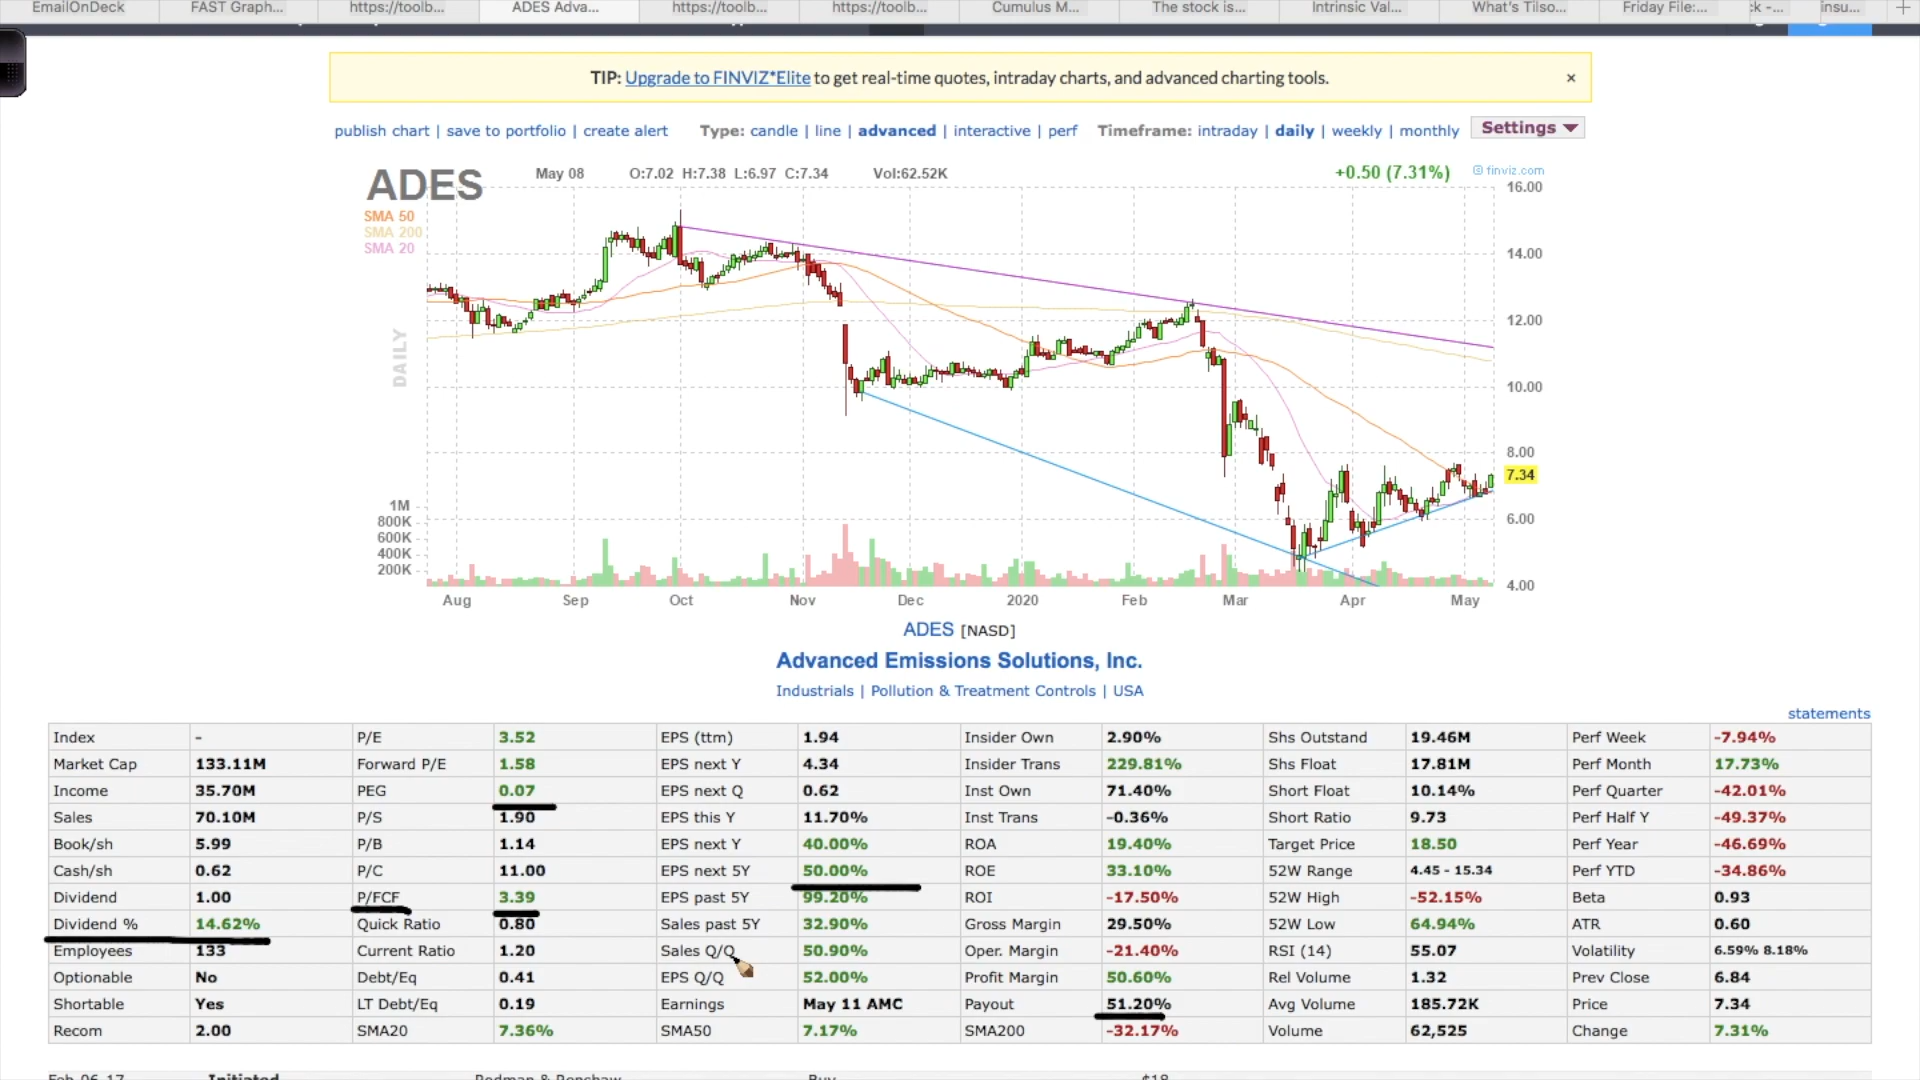 EmailOnDeck FAST Graph... https://toolb... ADES Adva... https://toolb... https://toolb... Cumulus M... The stock is... Intrinsic Val... What's Tilso... Friday File:... ck -... insu... +
TIP: Upgrade to FINVIZ*Elite to get real-time quotes, intraday charts, and advanced charting tools. ×
publish chart | save to portfolio | create alert Type: candle | line | advanced | interactive | perf Timeframe: intraday | daily | weekly | monthly Settings
ADES May 08 O:7.02 H:7.38 L:6.97 C:7.34 Vol:62.52K +0.50 (7.31%) © finviz.com
SMA 50
SMA 200
SMA 20
DAILY
16.00
14.00
12.00
10.00
8.00
7.34
6.00
4.00
1M
800K
600K
400K
200K
Aug Sep Oct Nov Dec 2020 Feb Mar Apr May
ADES [NASD]
Advanced Emissions Solutions, Inc.
Industrials | Pollution & Treatment Controls | USA
statements
Index - P/E 3.52 EPS (ttm) 1.94 Insider Own 2.90% Shs Outstand 19.46M Perf Week -7.94%
Market Cap 133.11M Forward P/E 1.58 EPS next Y 4.34 Insider Trans 229.81% Shs Float 17.81M Perf Month 17.73%
Income 35.70M PEG 0.07 EPS next Q 0.62 Inst Own 71.40% Short Float 10.14% Perf Quarter -42.01%
Sales 70.10M P/S 1.90 EPS this Y 11.70% Inst Trans -0.36% Short Ratio 9.73 Perf Half Y -49.37%
Book/sh 5.99 P/B 1.14 EPS next Y 40.00% ROA 19.40% Target Price 18.50 Perf Year -46.69%
Cash/sh 0.62 P/C 11.00 EPS next 5Y 50.00% ROE 33.10% 52W Range 4.45 - 15.34 Perf YTD -34.86%
Dividend 1.00 P/FCF 3.39 EPS past 5Y 99.20% ROI -17.50% 52W High -52.15% Beta 0.93
Dividend % 14.62% Quick Ratio 0.80 Sales past 5Y 32.90% Gross Margin 29.50% 52W Low 64.94% ATR 0.60
Employees 133 Current Ratio 1.20 Sales Q/Q 50.90% Oper. Margin -21.40% RSI (14) 55.07 Volatility 6.59% 8.18%
Optionable No Debt/Eq 0.41 EPS Q/Q 52.00% Profit Margin 50.60% Rel Volume 1.32 Prev Close 6.84
Shortable Yes LT Debt/Eq 0.19 Earnings May 11 AMC Payout 51.20% Avg Volume 185.72K Price 7.34
Recom 2.00 SMA20 7.36% SMA50 7.17% SMA200 -32.17% Volume 62,525 Change 7.31%
Feb-06-17 Initiated Rodman & Renshaw Buy $18